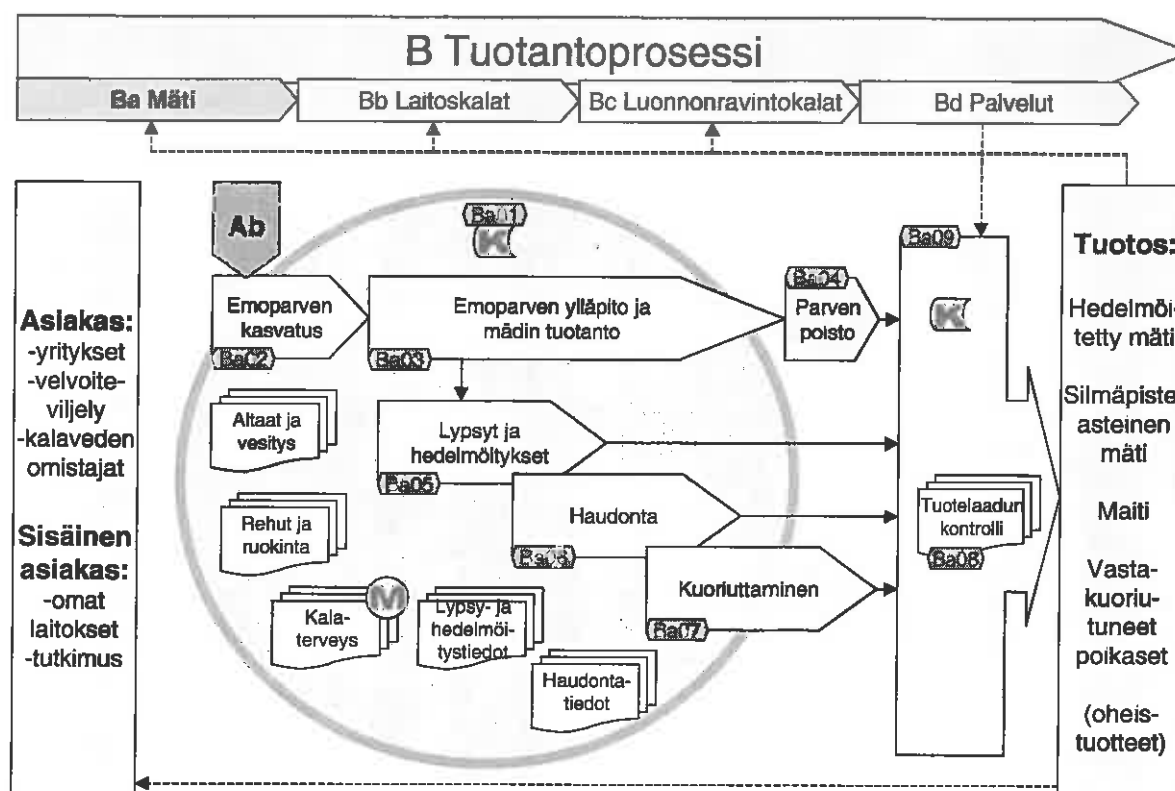 B Tuotantoprosessi
Ba Mäti
Bb Laitoskalat
Bc Luonnonravintokalat
Bd Palvelut
Asiakas:
-yritykset
-velvoite-
viljely
-kalaveden
omistajat
Sisäinen
asiakas:
-omat
laitokset
-tutkimus
Ab
Ba01
K
Emoparven
kasvatus
Ba02
Emoparven ylläpito ja
mädin tuotanto
Ba03
Ba04
Parven
poisto
Altaat ja
vesitys
Lypsyt ja
hedelmöitykset
Ba05
Rehut ja
ruokinta
Haudonta
Ba06
Kuoriuttaminen
Ba07
M
Kala-
terveys
Lypsy- ja
hedelmöi-
tystiedot
Haudonta-
tiedot
Ba09
K
Tuotelaadun
kontrolli
Ba08
Tuotos:
Hedelmöi-
tetty mäti
Silmäpiste
asteinen
mäti
Maiti
Vasta-
kuoriu-
tuneet
poikaset
(oheis-
tuotteet)